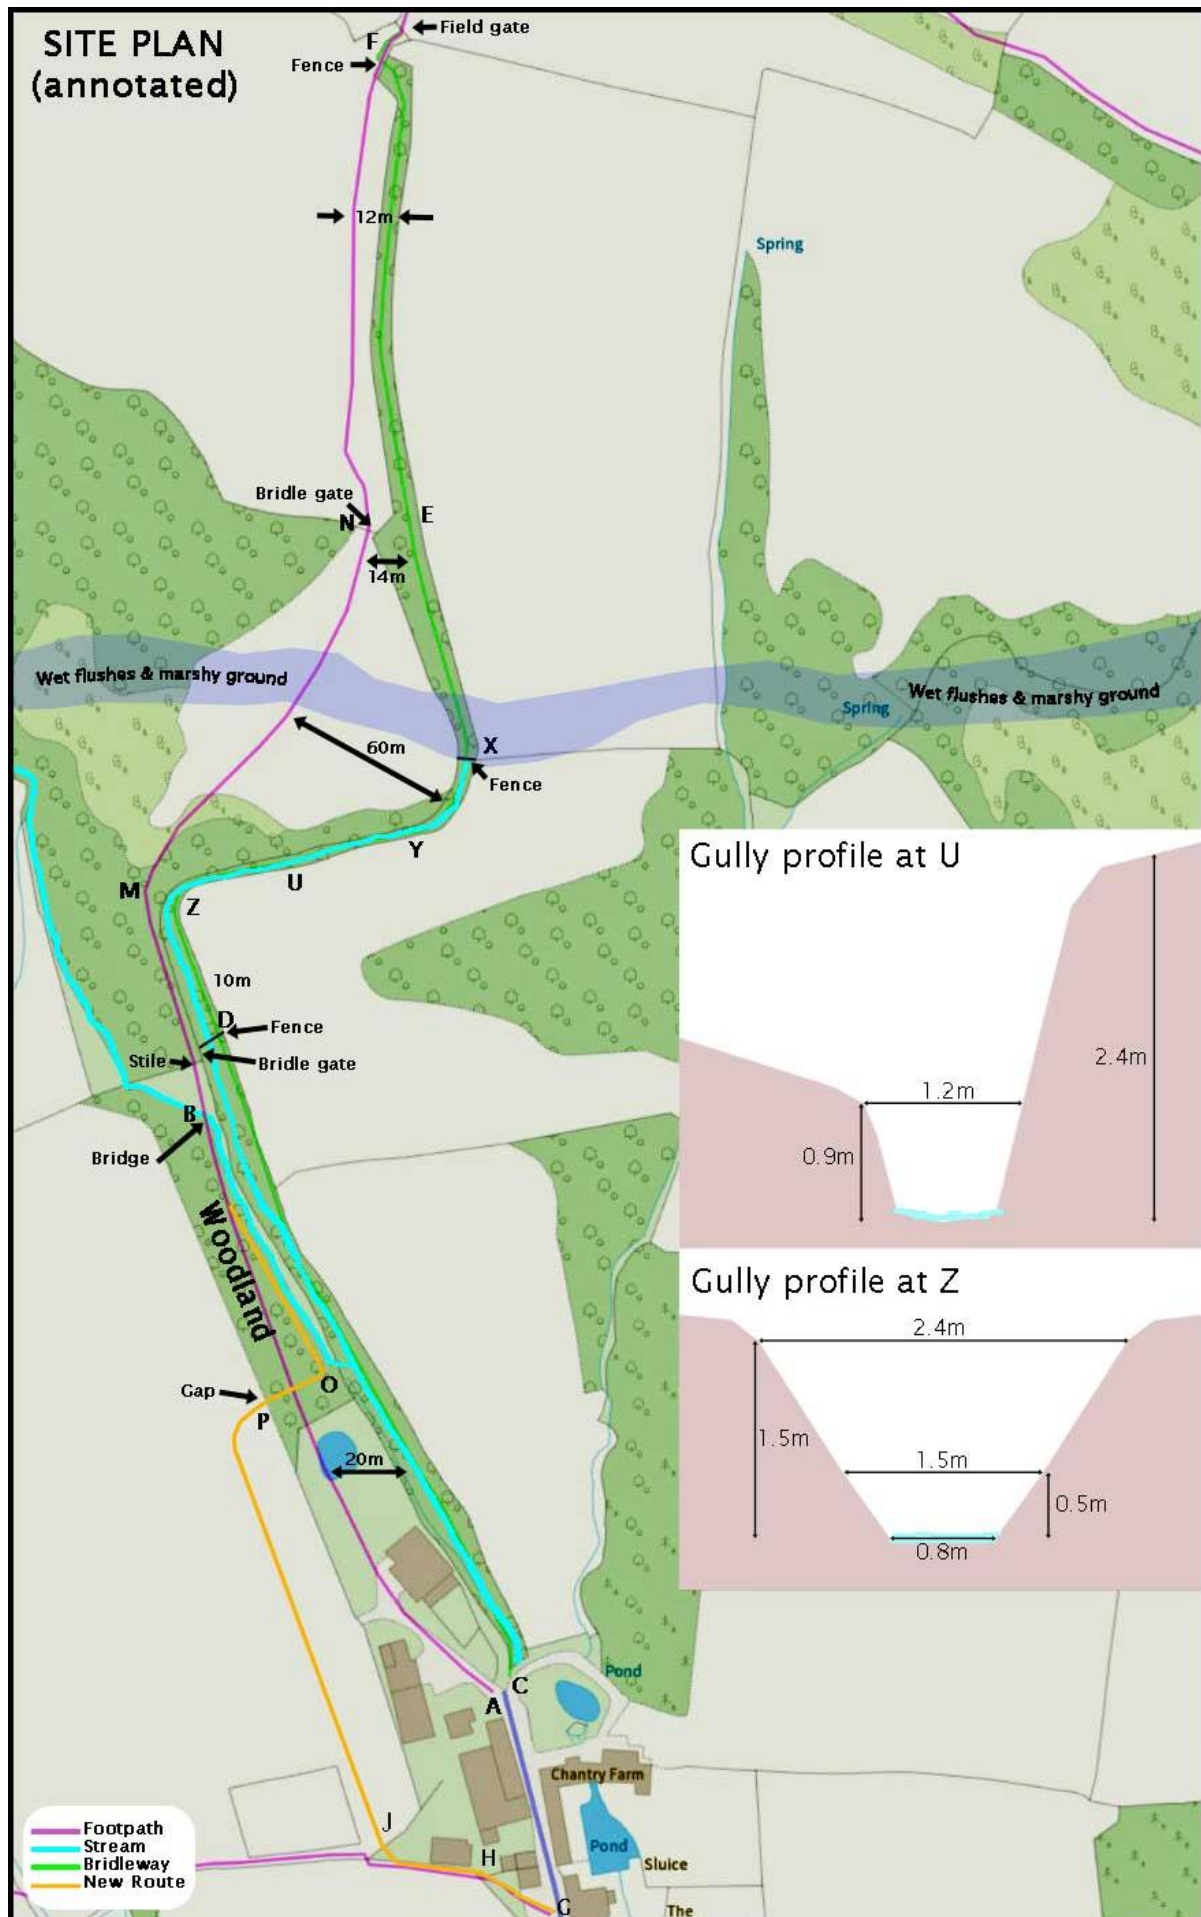 SITE PLAN
(annotated)
Field gate
F
Fence
12m
Spring
Bridle gate
N
E
14m
Wet flushes & marshy ground
Wet flushes & marshy ground
Spring
60m
X
Fence
Y
U
M
Z
10m
D
Fence
Stile
Bridle gate
B
Bridge
Woodland
Gap
O
P
20m
Gully profile at U
1.2m
2.4m
0.9m
Gully profile at Z
2.4m
1.5m
1.5m
0.5m
0.8m
C
Pond
A
Chantry Farm
J
H
Pond
Sluice
G
The
Footpath
Stream
Bridleway
New Route